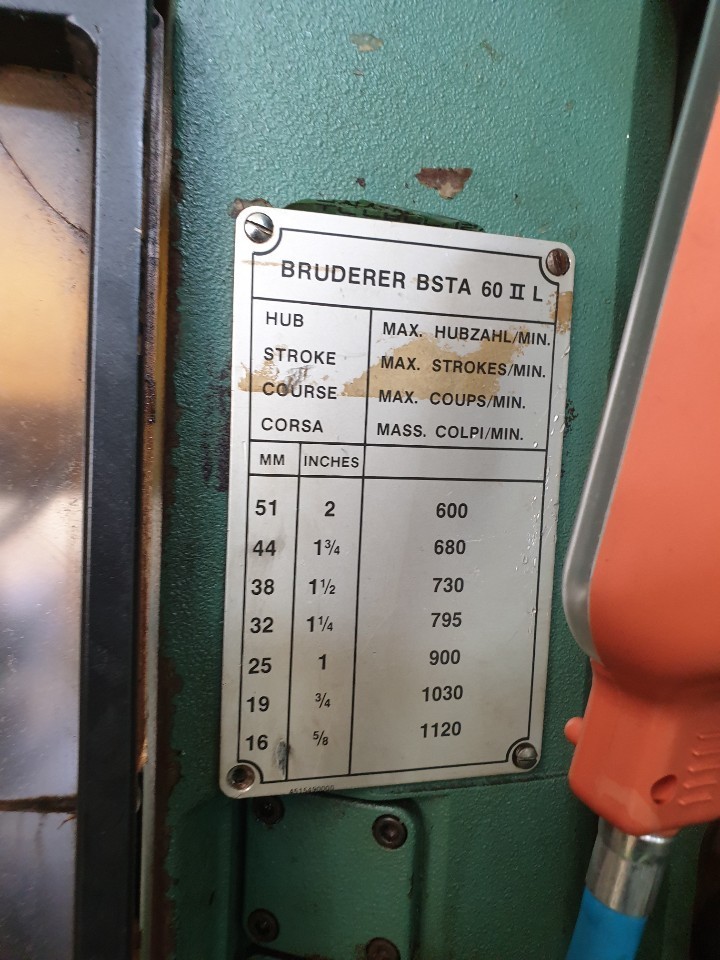 BRUDERER BSTA 60 II L
HUB MAX. HUBZAHL/MIN.
STROKE MAX. STROKES/MIN.
COURSE MAX. COUPS/MIN.
CORSA MASS. COLPI/MIN.
MM INCHES
51 2 600
44 1¾ 680
38 1½ 730
32 1¼ 795
25 1 900
19 ¾ 1030
16 ⅝ 1120